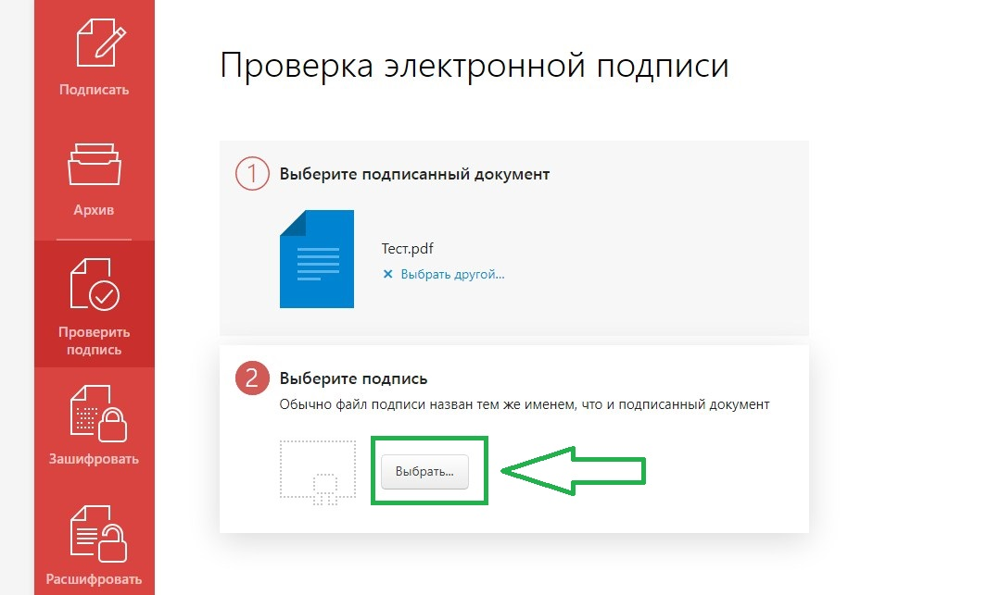 Подписать
Архив
Проверить
подпись
Зашифровать
Расшифровать
Проверка электронной подписи
1 Выберите подписанный документ
Тест.pdf
× Выбрать другой...
2 Выберите подпись
Обычно файл подписи назван тем же именем, что и подписанный документ
Выбрать...